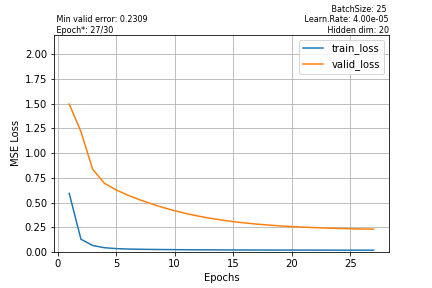 BatchSize: 25
Min valid error: 0.2309
Learn.Rate: 4.00e-05
Epoch*: 27/30
Hidden dim: 20
train_loss
valid_loss
2.00
1.75
1.50
1.25
1.00
0.75
0.50
0.25
0.00
MSE Loss
0 5 10 15 20 25
Epochs